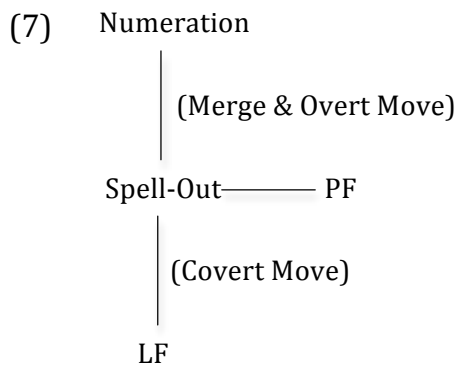 (7) Numeration
(Merge & Overt Move)
Spell-Out PF
(Covert Move)
LF